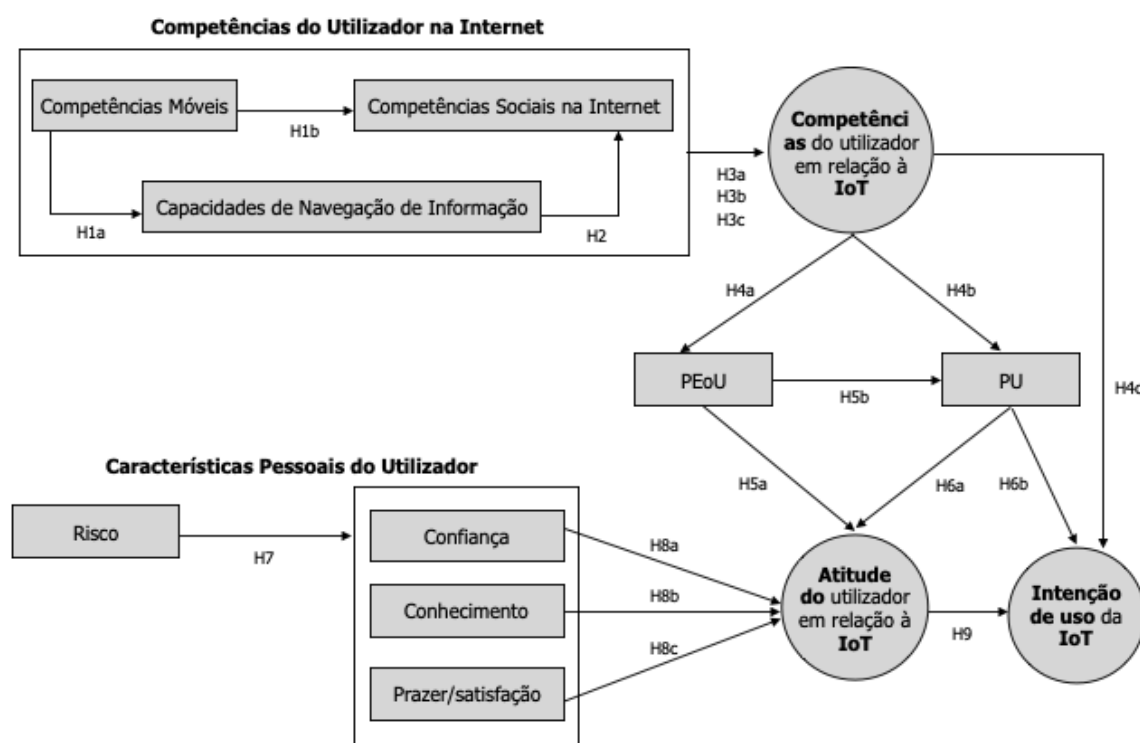 Competências do Utilizador na Internet
Competências Móveis
Competências Sociais na Internet
H1b
Capacidades de Navegação de Informação
H1a
H2
H3a
H3b
H3c
Competênci
as do utilizador
em relação à
IoT
H4a
H4b
H4c
PEoU
PU
H5b
H5a
H6a
H6b
Características Pessoais do Utilizador
Risco
H7
Confiança
Conhecimento
Prazer/satisfação
H8a
H8b
H8c
Atitude
do utilizador
em relação à
IoT
H9
Intenção
de uso da
IoT